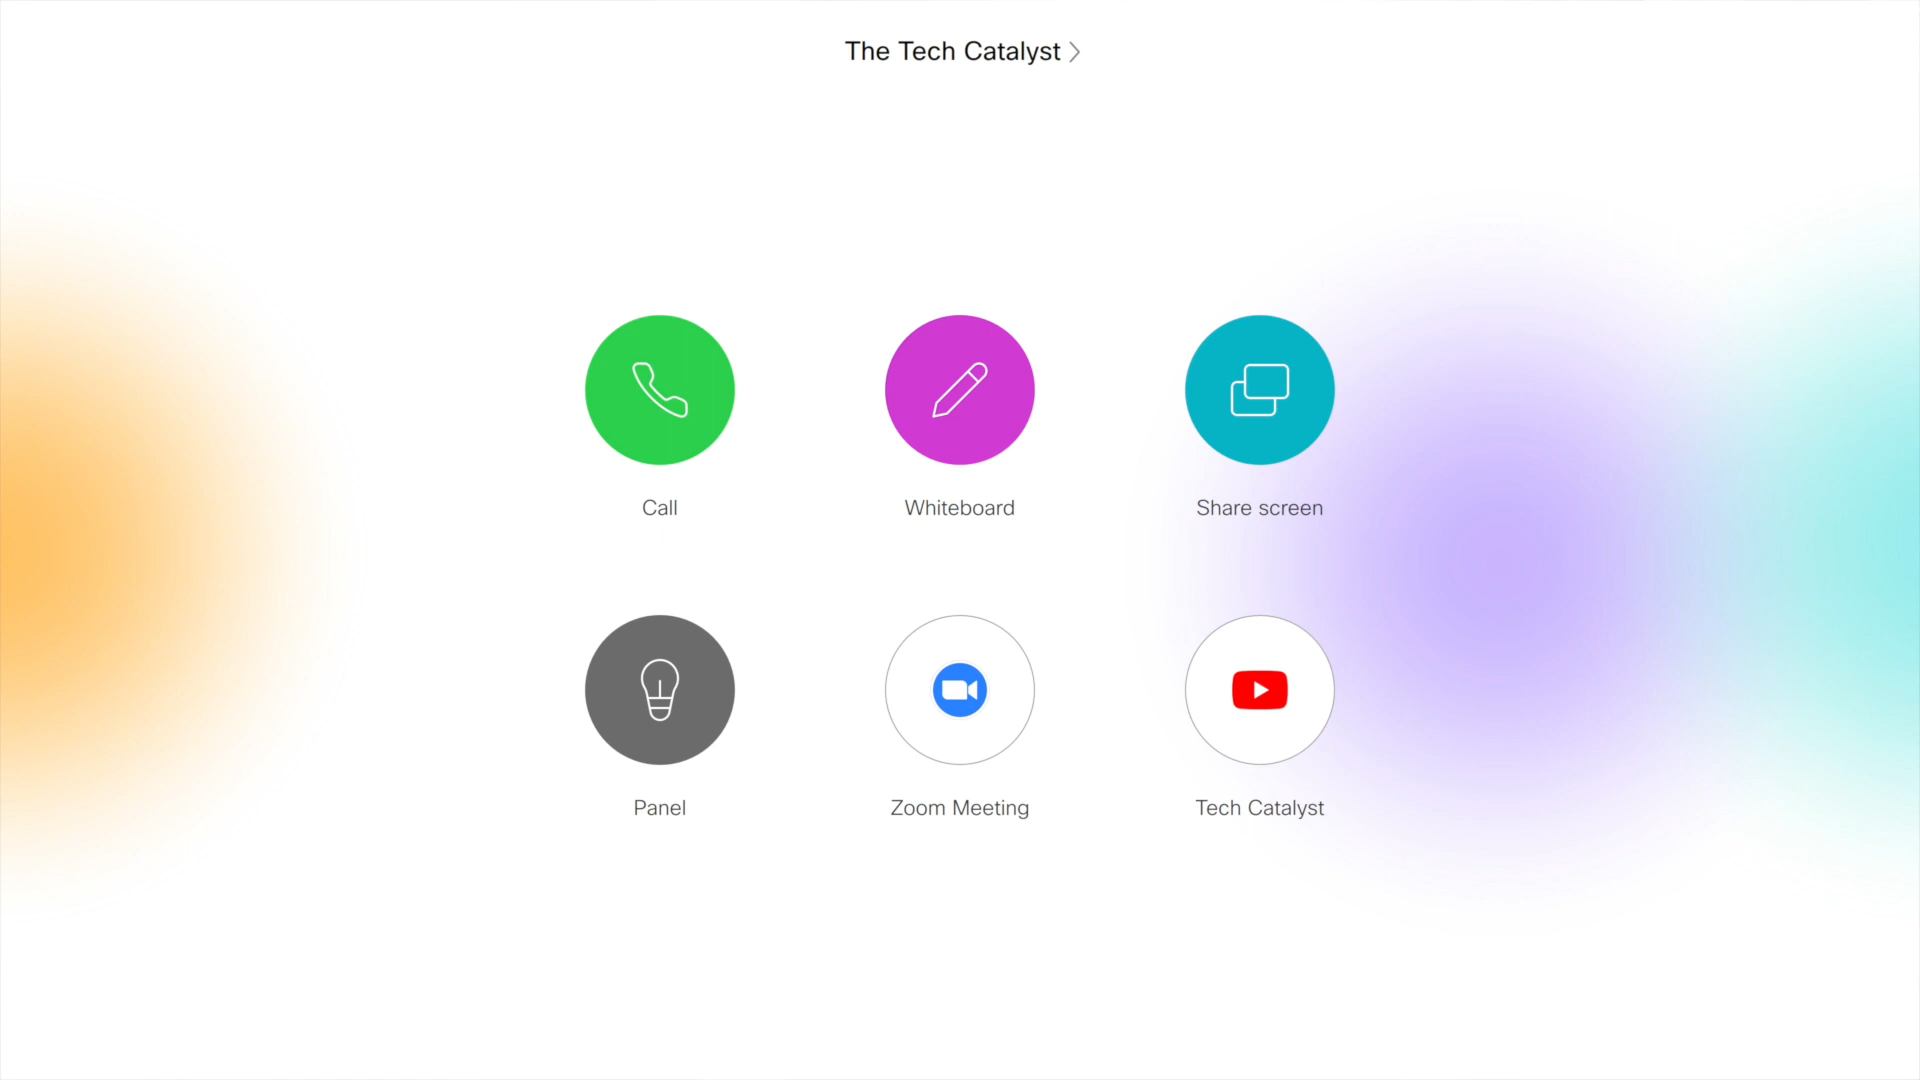 The Tech Catalyst
Call
Whiteboard
Share screen
Panel
Zoom Meeting
Tech Catalyst